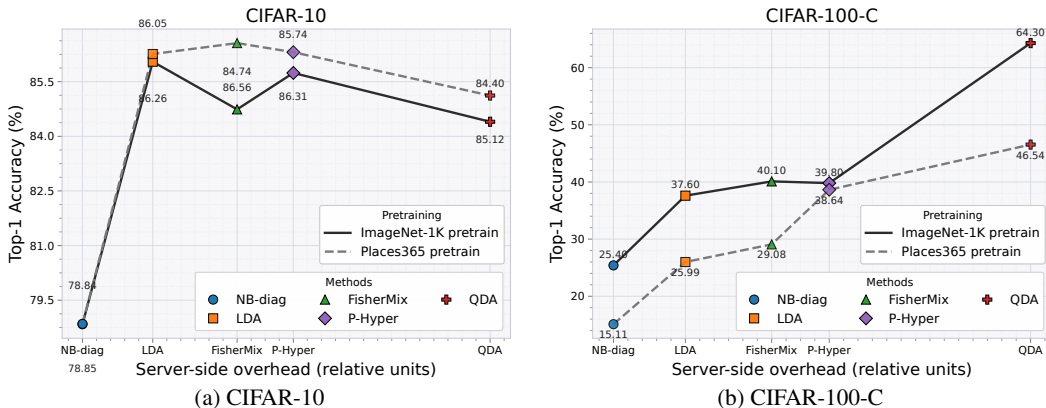 CIFAR-10
86.05
85.74
84.74
86.56
86.26
86.31
84.40
85.12
78.84
78.85
85.5
84.0
82.5
81.0
79.5
Top-1 Accuracy (%)
Pretraining
ImageNet-1K pretrain
Places365 pretrain
Methods
NB-diag
LDA
FisherMix
P-Hyper
QDA
NB-diag LDA FisherMix P-Hyper QDA
Server-side overhead (relative units)
(a) CIFAR-10
CIFAR-100-C
64.30
46.54
40.10
39.80
38.64
37.60
29.08
25.99
25.40
15.11
60
50
40
30
20
Top-1 Accuracy (%)
Pretraining
ImageNet-1K pretrain
Places365 pretrain
Methods
NB-diag
LDA
FisherMix
P-Hyper
QDA
NB-diag LDA FisherMix P-Hyper QDA
Server-side overhead (relative units)
(b) CIFAR-100-C